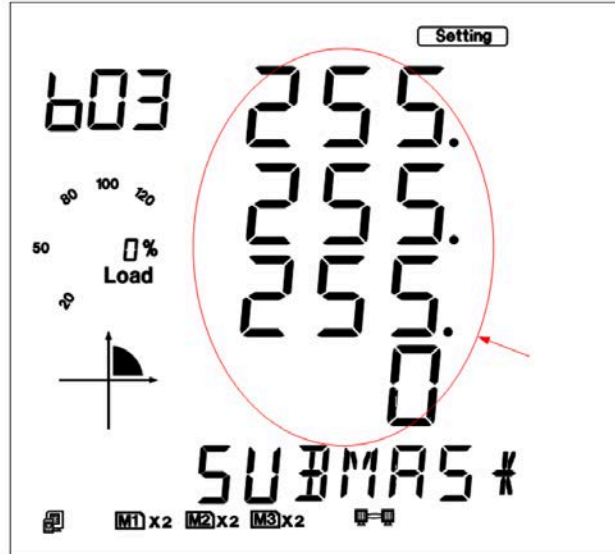 Setting
b03
255.
255.
255.
0
80 100 120
50 0%
Load
20
SUBMASK
M1 X2 M2 X2 M3 X2